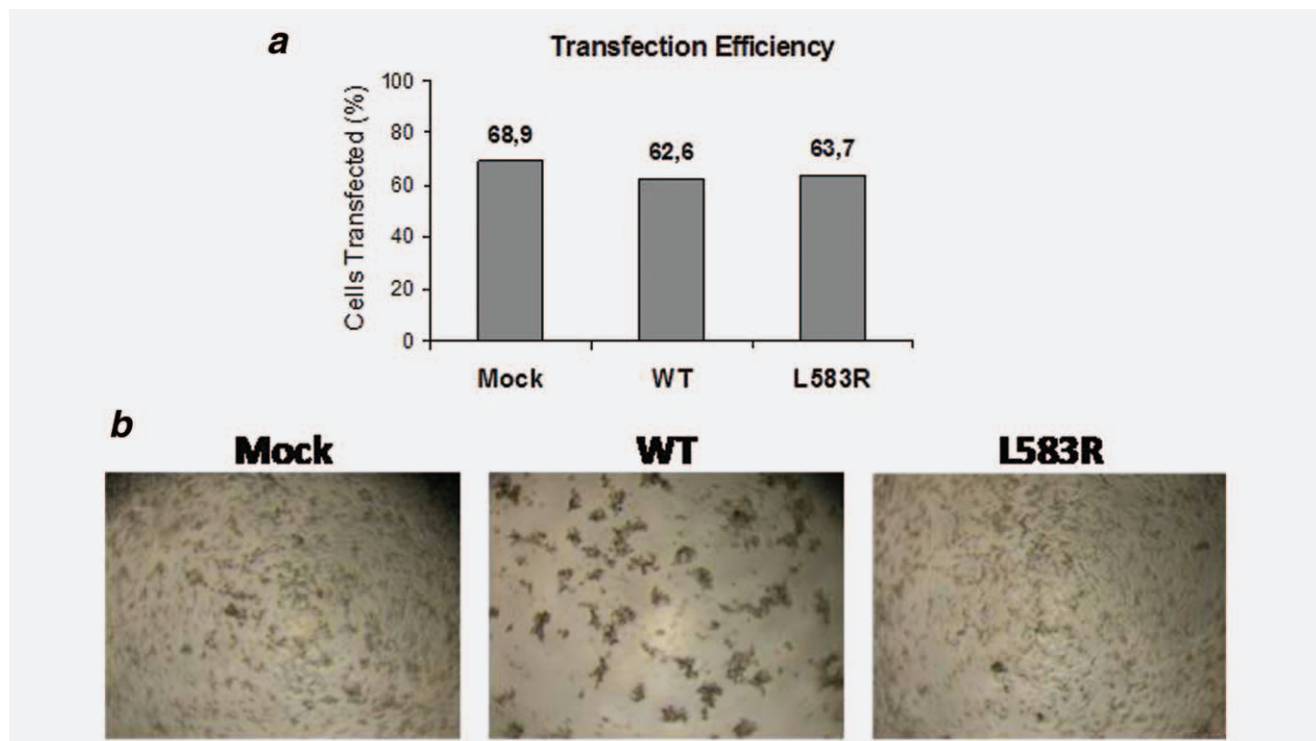 a
Transfection Efficiency
Cells Transfected (%)
100
80
60
40
20
0
68,9
62,6
63,7
Mock
WT
L583R
b
Mock
WT
L583R